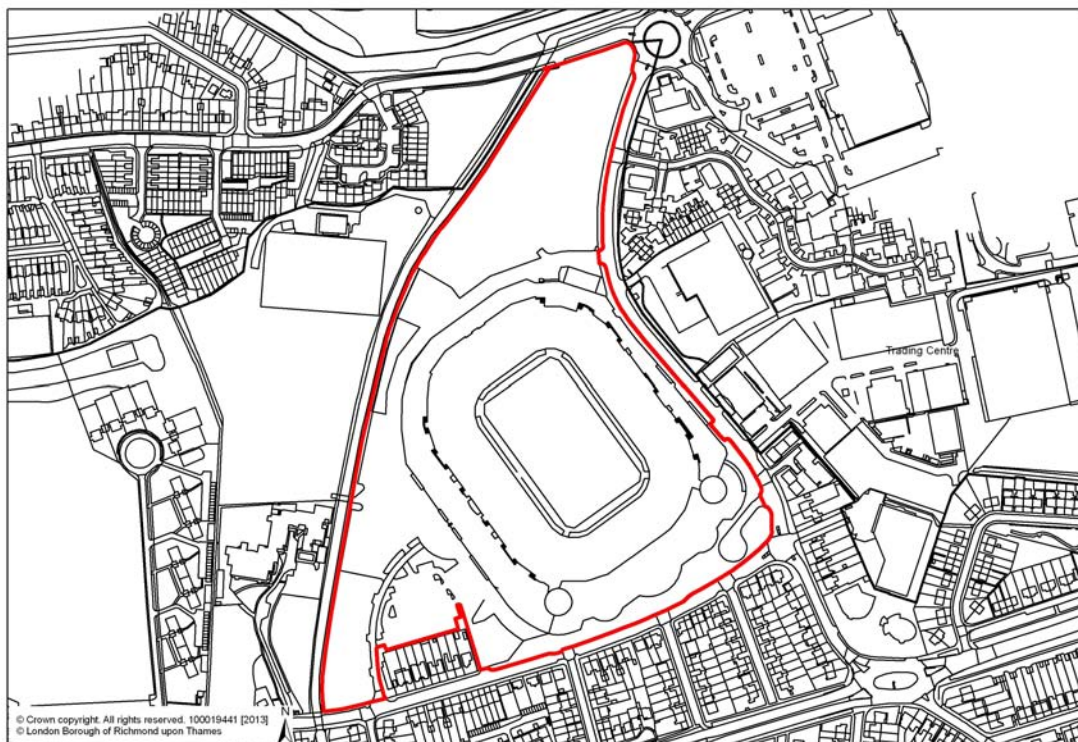 Trading Centre
N
© Crown copyright. All rights reserved. 100019441 [2013]
© London Borough of Richmond upon Thames